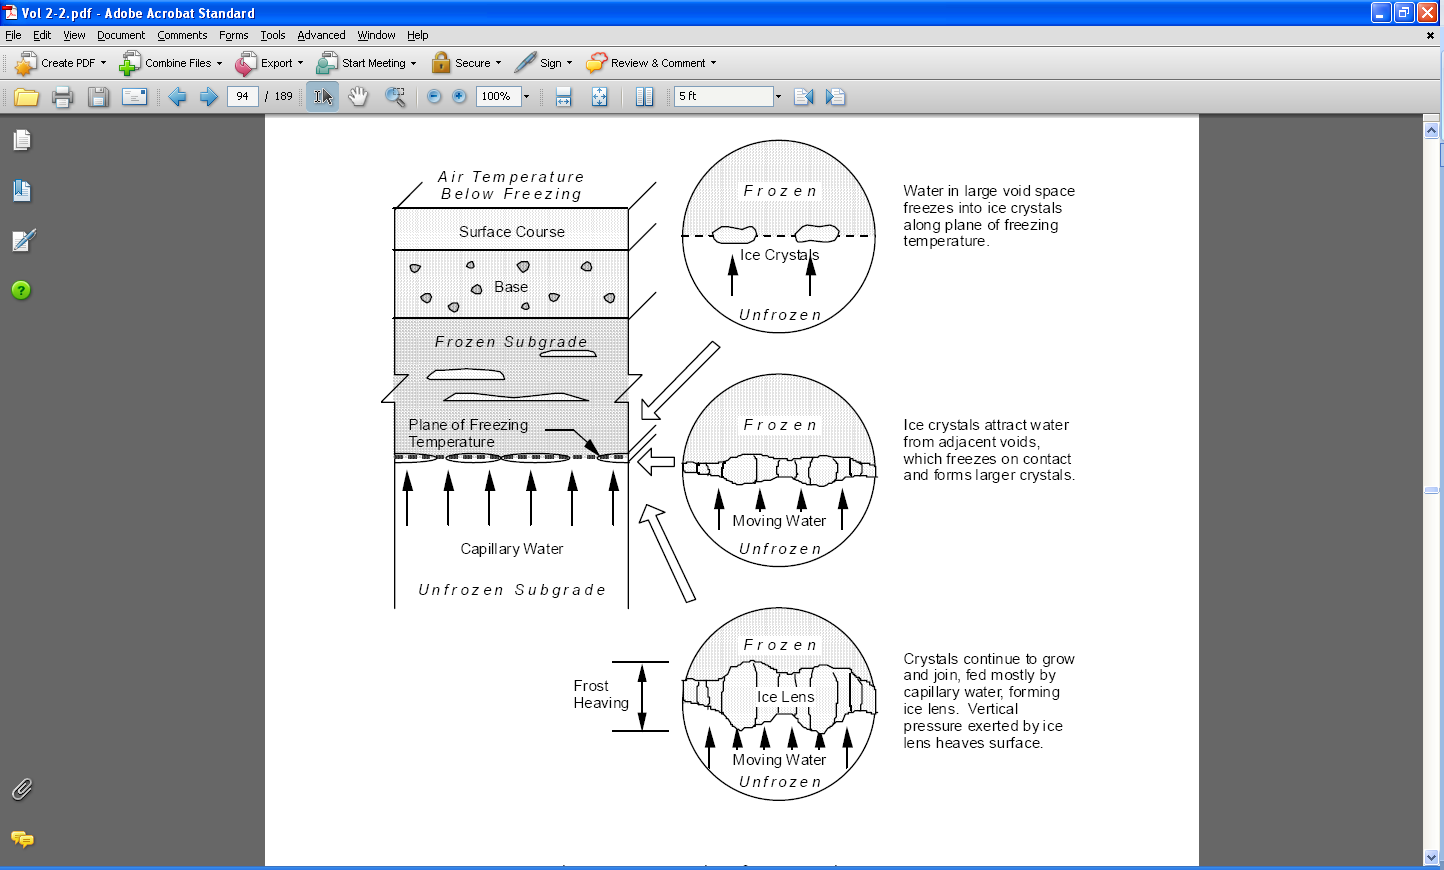 Vol 2-2.pdf - Adobe Acrobat Standard
File Edit View Document Comments Forms Tools Advanced Window Help
Create PDF Combine Files Export Start Meeting Secure Sign Review & Comment
94 / 189 100% 5 ft
Air Temperature
Below Freezing
Surface Course
Base
Frozen Subgrade
Plane of Freezing
Temperature
Capillary Water
Unfrozen Subgrade
Frozen
Ice Crystals
Unfrozen
Water in large void space
freezes into ice crystals
along plane of freezing
temperature.
Frozen
Moving Water
Unfrozen
Ice crystals attract water
from adjacent voids,
which freezes on contact
and forms larger crystals.
Frost
Heaving
Frozen
Ice Lens
Moving Water
Unfrozen
Crystals continue to grow
and join, fed mostly by
capillary water, forming
ice lens. Vertical
pressure exerted by ice
lens heaves surface.